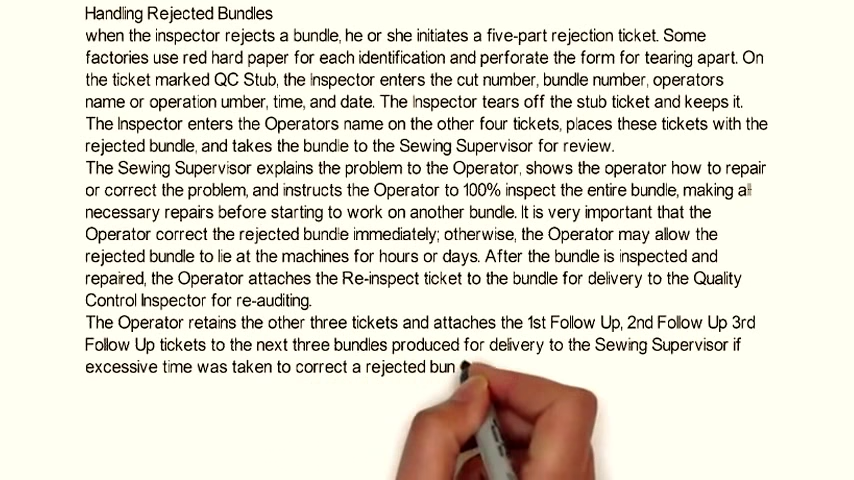 Handling Rejected Bundles
when the inspector rejects a bundle, he or she initiates a five-part rejection ticket. Some
factories use red hard paper for each identification and perforate the form for tearing apart. On
the ticket marked QC Stub, the Inspector enters the cut number, bundle number, operators
name or operation umber, time, and date. The Inspector tears off the stub ticket and keeps it.
The Inspector enters the Operators name on the other four tickets, places these tickets with the
rejected bundle, and takes the bundle to the Sewing Supervisor for review.
The Sewing Supervisor explains the problem to the Operator, shows the operator how to repair
or correct the problem, and instructs the Operator to 100% inspect the entire bundle, making all
necessary repairs before starting to work on another bundle. It is very important that the
Operator correct the rejected bundle immediately; otherwise, the Operator may allow the
rejected bundle to lie at the machines for hours or days. After the bundle is inspected and
repaired, the Operator attaches the Re-inspect ticket to the bundle for delivery to the Quality
Control Inspector for re-auditing.
The Operator retains the other three tickets and attaches the 1st Follow Up, 2nd Follow Up 3rd
Follow Up tickets to the next three bundles produced for delivery to the Sewing Supervisor if
excessive time was taken to correct a rejected bun